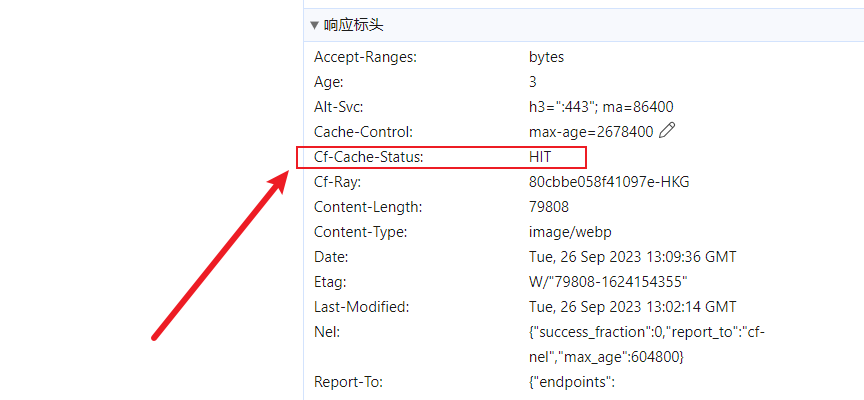 响应标头
Accept-Ranges: bytes
Age: 3
Alt-Svc: h3=":443"; ma=86400
Cache-Control: max-age=2678400
Cf-Cache-Status: HIT
Cf-Ray: 80cbbe058f41097e-HKG
Content-Length: 79808
Content-Type: image/webp
Date: Tue, 26 Sep 2023 13:09:36 GMT
Etag: W/"79808-1624154355"
Last-Modified: Tue, 26 Sep 2023 13:02:14 GMT
Nel: {"success_fraction":0,"report_to":"cf-
nel","max_age":604800}
Report-To: {"endpoints":